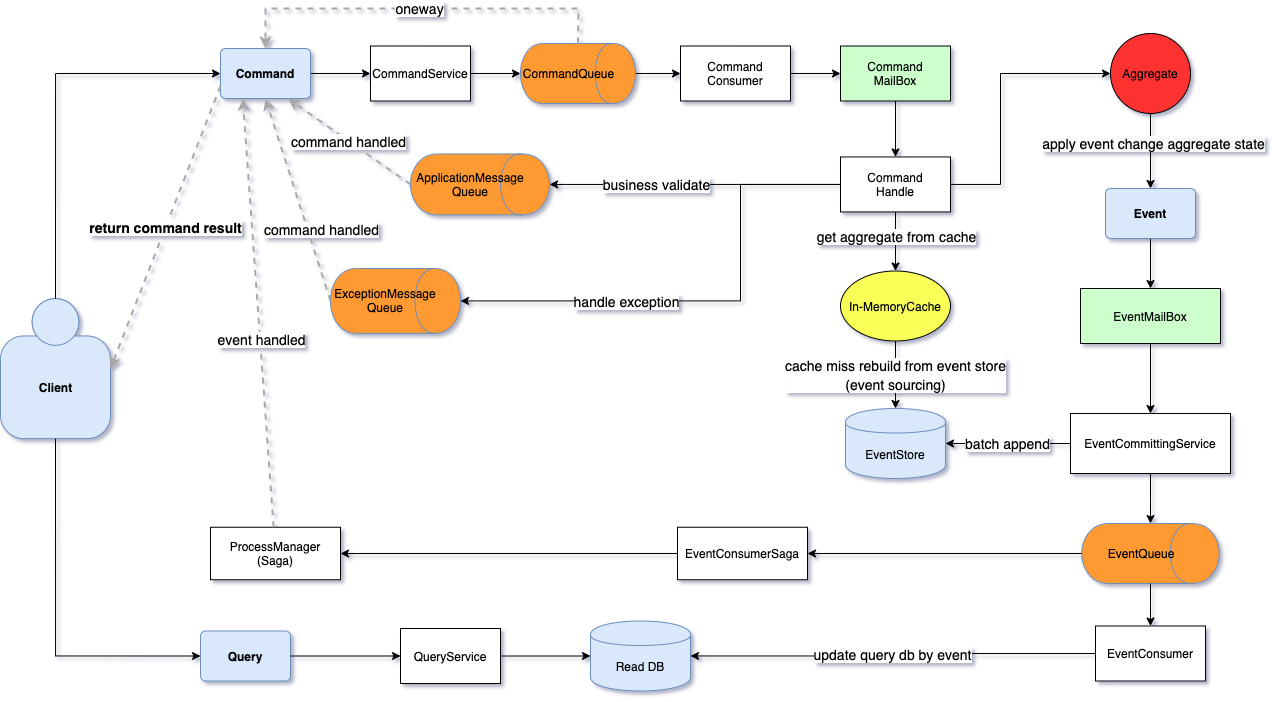 oneway
Command
CommandService
CommandQueue
Command
Consumer
Command
MailBox
Aggregate
command handled
apply event change aggregate state
ApplicationMessage
Queue
business validate
Command
Handle
return command result
command handled
get aggregate from cache
Event
ExceptionMessage
Queue
handle exception
In-MemoryCache
EventMailBox
event handled
Client
cache miss rebuild from event store
(event sourcing)
EventStore
batch append
EventCommittingService
ProcessManager
(Saga)
EventConsumerSaga
EventQueue
Query
QueryService
Read DB
update query db by event
EventConsumer